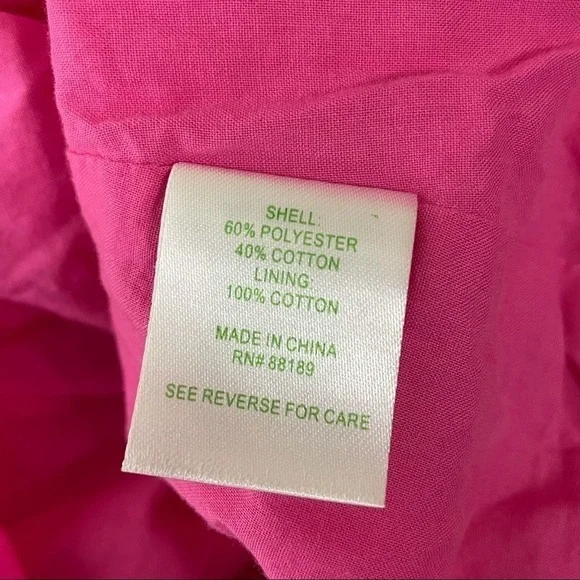 SHELL:
60% POLYESTER
40% COTTON
LINING:
100% COTTON
MADE IN CHINA
RN# 88189
SEE REVERSE FOR CARE